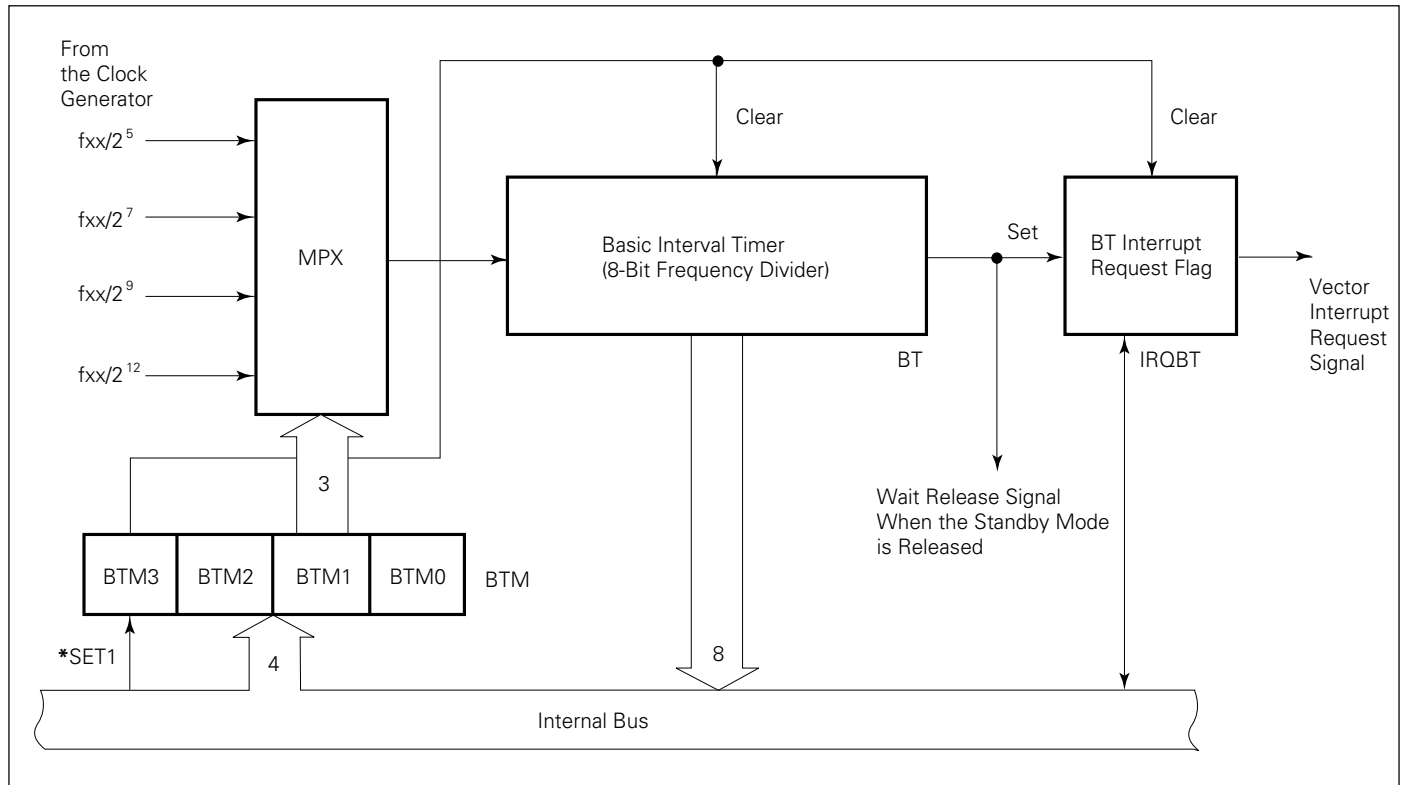 From
the Clock
Generator
fxx/2⁵
fxx/2⁷
fxx/2⁹
fxx/2¹²
MPX
Clear
Clear
Basic Interval Timer
(8-Bit Frequency Divider)
BT
Set
BT Interrupt
Request Flag
IRQBT
Vector
Interrupt
Request
Signal
3
Wait Release Signal
When the Standby Mode
is Released
BTM3 BTM2 BTM1 BTM0 BTM
*SET1
4
8
Internal Bus